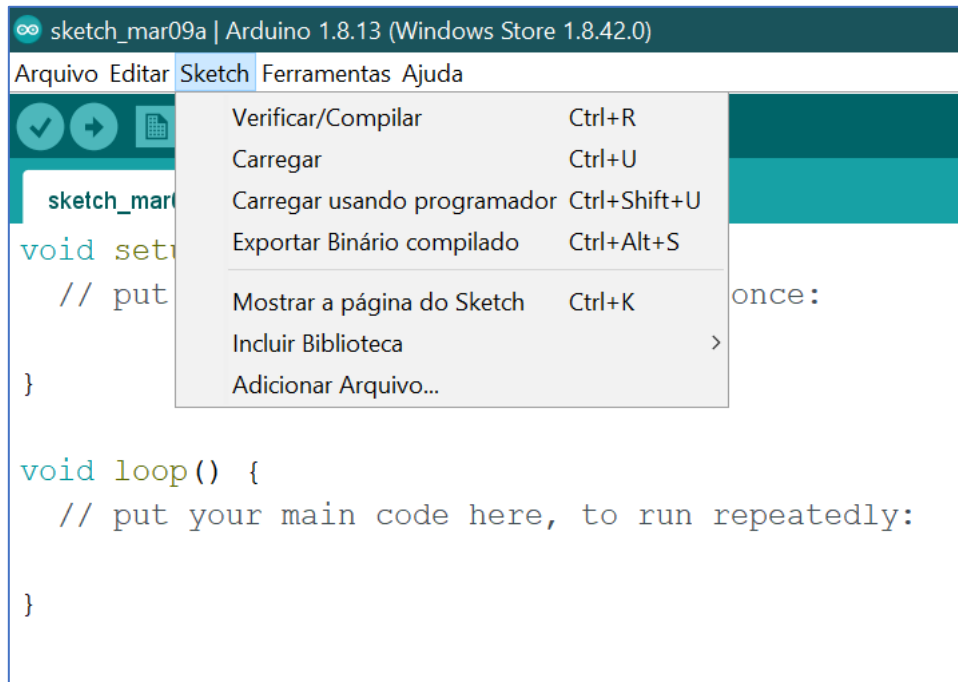 sketch_mar09a | Arduino 1.8.13 (Windows Store 1.8.42.0)
Arquivo Editar Sketch Ferramentas Ajuda
Verificar/Compilar Ctrl+R
Carregar Ctrl+U
Carregar usando programador Ctrl+Shift+U
Exportar Binário compilado Ctrl+Alt+S
Mostrar a página do Sketch Ctrl+K
Incluir Biblioteca
Adicionar Arquivo...
sketch_mar
void set
// put once:
}
void loop() {
// put your main code here, to run repeatedly:
}